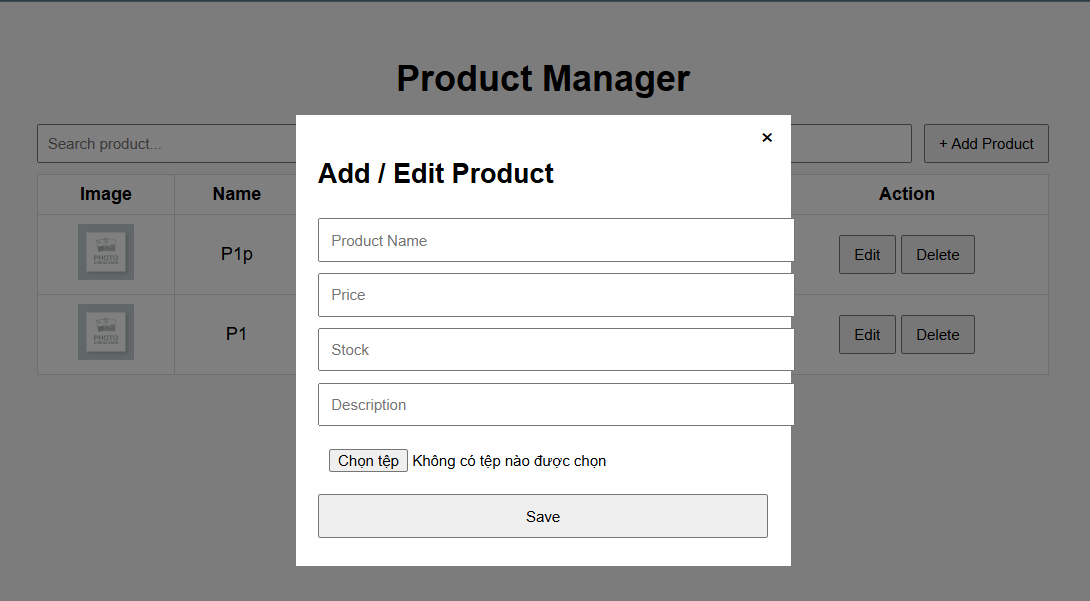 Product Manager
Search product...
+ Add Product
×
Add / Edit Product
Image
Name
Action
Product Name
PHOTO
P1p
Edit
Delete
Price
PHOTO
P1
Edit
Delete
Stock
Description
Chọn tệp Không có tệp nào được chọn
Save